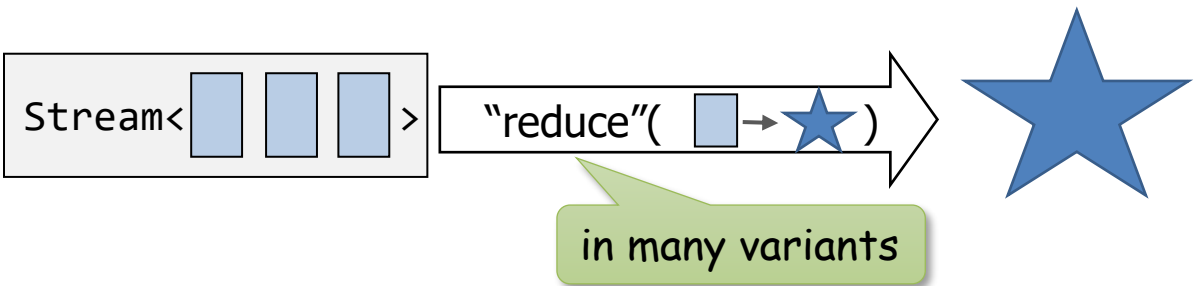 Stream< >
“reduce”( )
in many variants